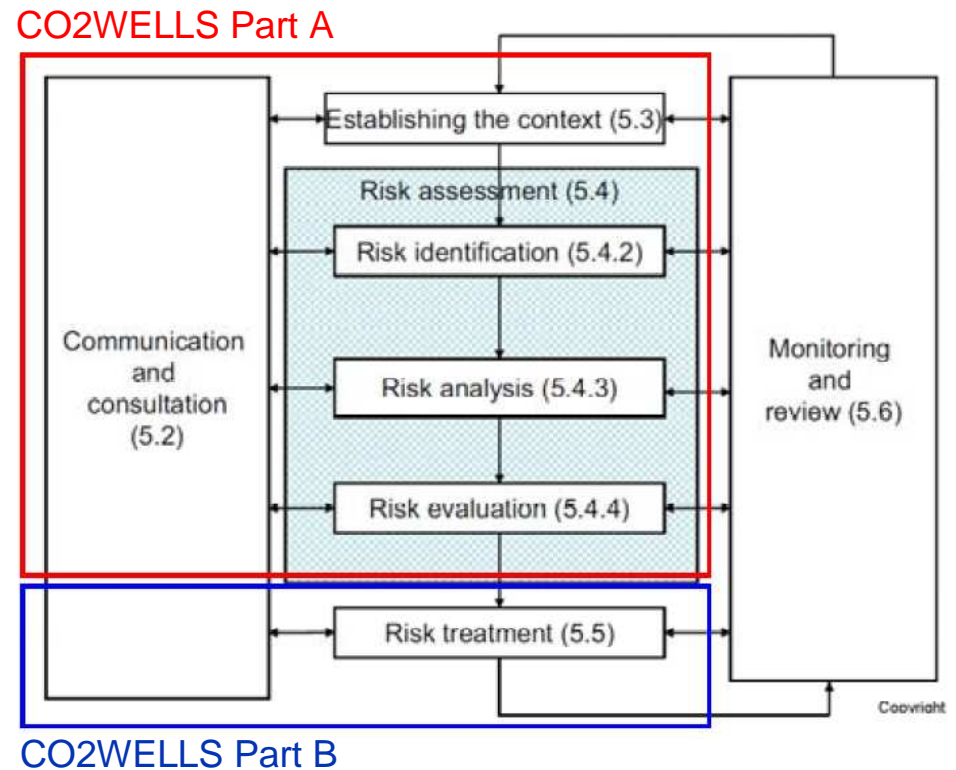 CO2WELLS Part A
Establishing the context (5.3)
Risk assessment (5.4)
Risk identification (5.4.2)
Communication
and
consultation
(5.2)
Risk analysis (5.4.3)
Monitoring
and
review (5.6)
Risk evaluation (5.4.4)
Risk treatment (5.5)
Copyright
CO2WELLS Part B